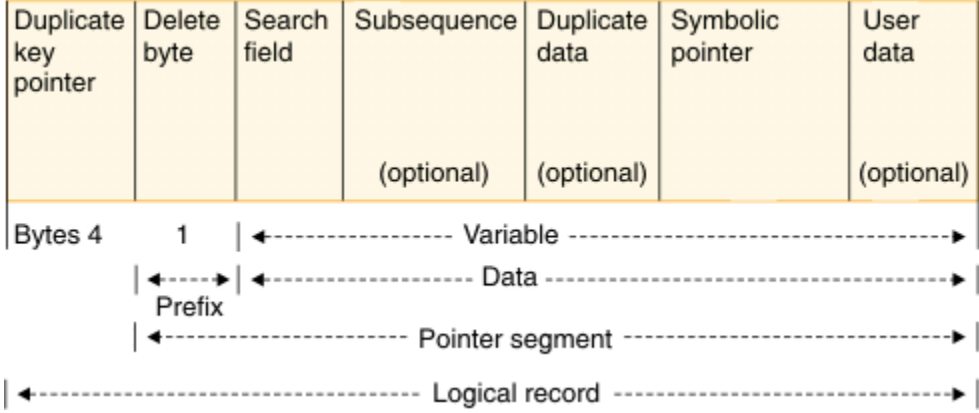 Duplicate key pointer
Delete byte
Search field
Subsequence (optional)
Duplicate data (optional)
Symbolic pointer
User data (optional)
Bytes 4 1 Variable
Data
Prefix
Pointer segment
Logical record